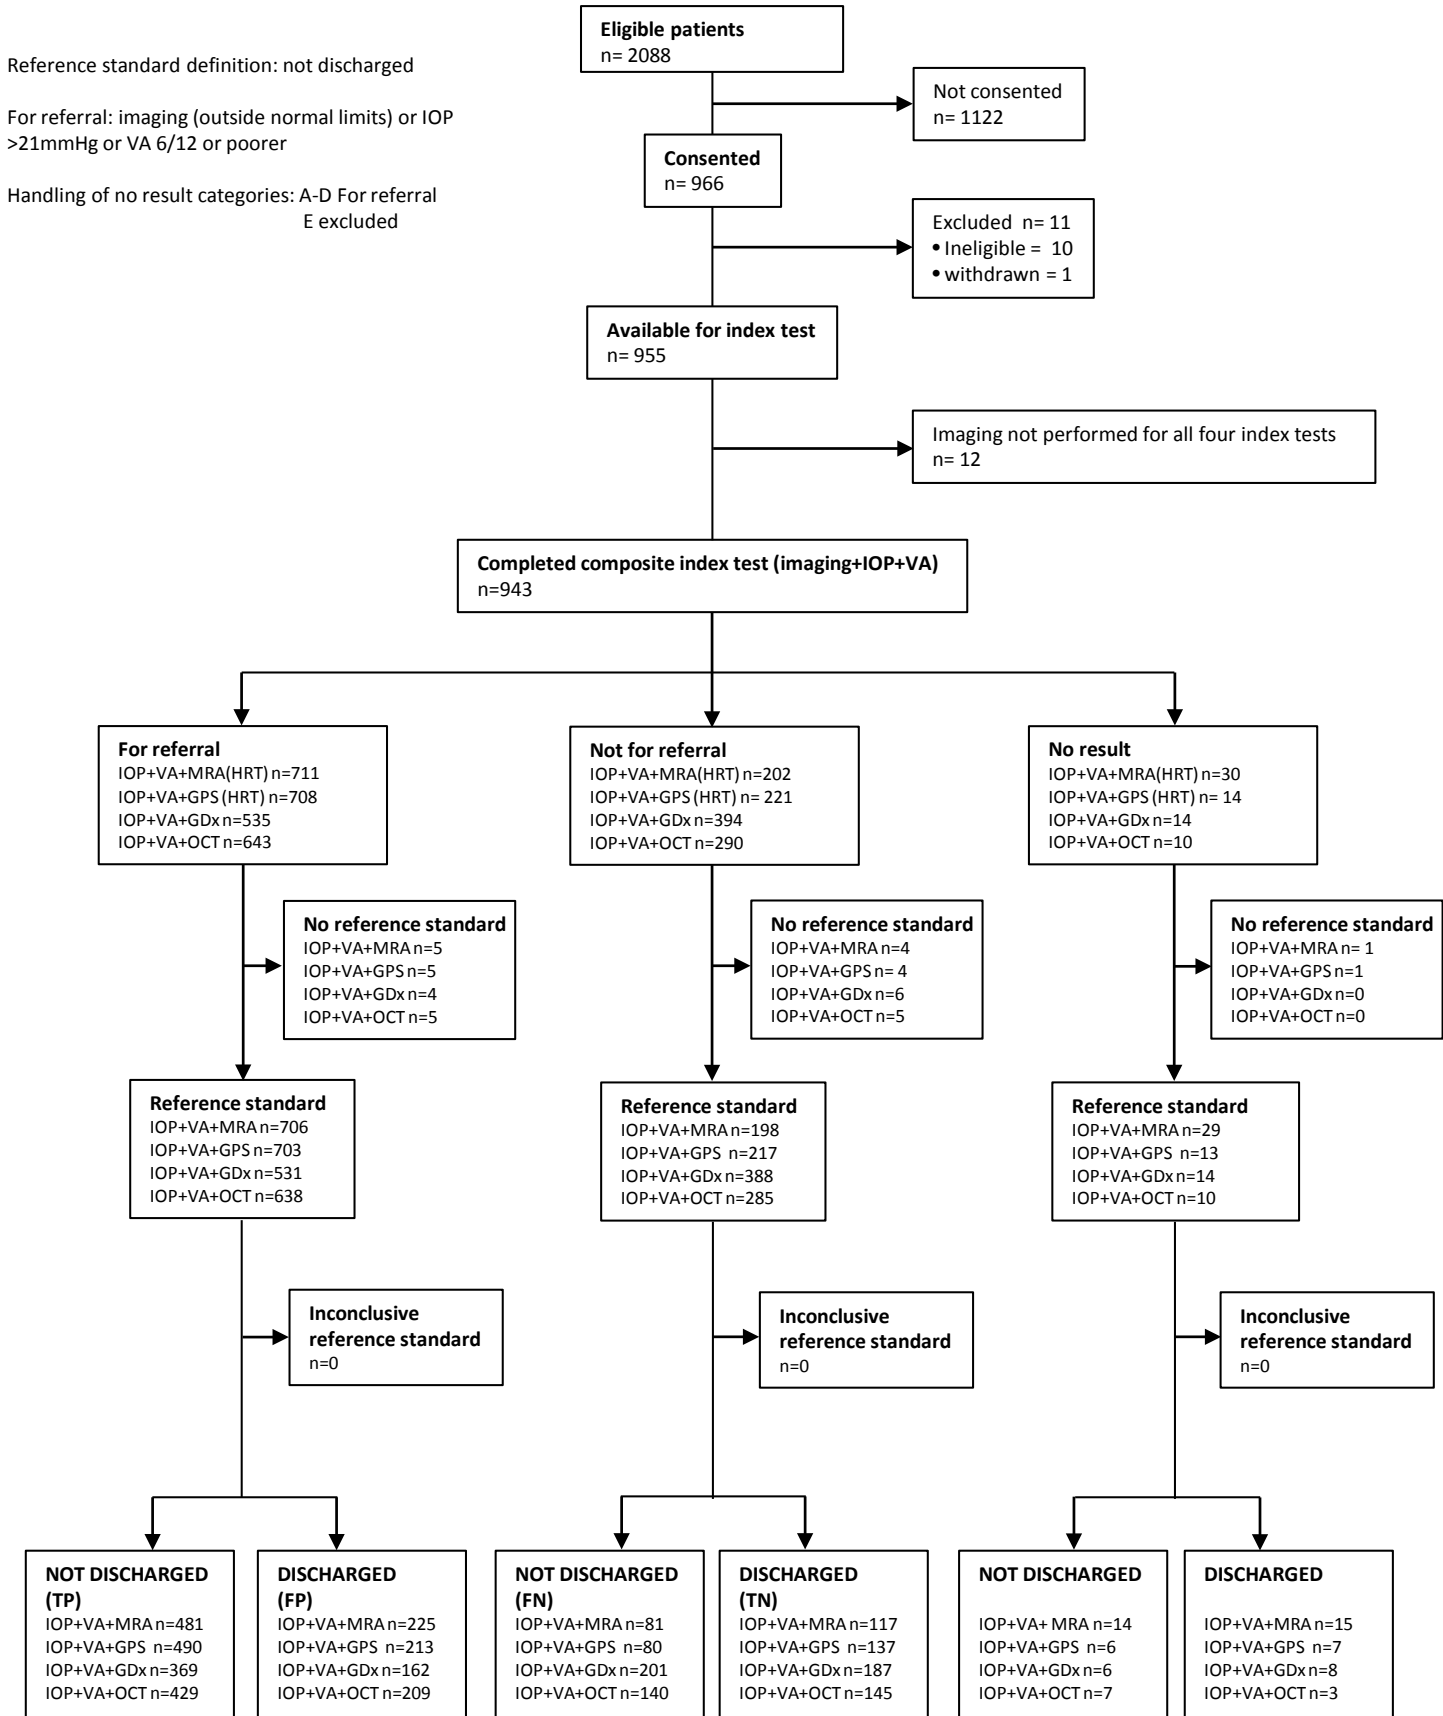 Reference standard definition: not discharged
For referral: imaging (outside normal limits) or IOP
>21mmHg or VA 6/12 or poorer
Handling of no result categories: A-D For referral
E excluded
Eligible patients
n= 2088
Not consented
n= 1122
Consented
n= 966
Excluded n= 11
• Ineligible = 10
• withdrawn = 1
Available for index test
n= 955
Imaging not performed for all four index tests
n= 12
Completed composite index test (imaging+IOP+VA)
n=943
For referral
IOP+VA+MRA(HRT) n=711
IOP+VA+GPS (HRT) n=708
IOP+VA+GDx n=535
IOP+VA+OCT n=643
Not for referral
IOP+VA+MRA(HRT) n=202
IOP+VA+GPS (HRT) n= 221
IOP+VA+GDx n=394
IOP+VA+OCT n=290
No result
IOP+VA+MRA(HRT) n=30
IOP+VA+GPS (HRT) n= 14
IOP+VA+GDx n=14
IOP+VA+OCT n=10
No reference standard
IOP+VA+MRA n=5
IOP+VA+GPS n=5
IOP+VA+GDx n=4
IOP+VA+OCT n=5
No reference standard
IOP+VA+MRA n=4
IOP+VA+GPS n= 4
IOP+VA+GDx n=6
IOP+VA+OCT n=5
No reference standard
IOP+VA+MRA n= 1
IOP+VA+GPS n=1
IOP+VA+GDx n=0
IOP+VA+OCT n=0
Reference standard
IOP+VA+MRA n=706
IOP+VA+GPS n=703
IOP+VA+GDx n=531
IOP+VA+OCT n=638
Reference standard
IOP+VA+MRA n=198
IOP+VA+GPS n=217
IOP+VA+GDx n=388
IOP+VA+OCT n=285
Reference standard
IOP+VA+MRA n=29
IOP+VA+GPS n=13
IOP+VA+GDx n=14
IOP+VA+OCT n=10
Inconclusive
reference standard
n=0
Inconclusive
reference standard
n=0
Inconclusive
reference standard
n=0
NOT DISCHARGED
(TP)
IOP+VA+MRA n=481
IOP+VA+GPS n=490
IOP+VA+GDx n=369
IOP+VA+OCT n=429
DISCHARGED
(FP)
IOP+VA+MRA n=225
IOP+VA+GPS n=213
IOP+VA+GDx n=162
IOP+VA+OCT n=209
NOT DISCHARGED
(FN)
IOP+VA+MRA n=81
IOP+VA+GPS n=80
IOP+VA+GDx n=201
IOP+VA+OCT n=140
DISCHARGED
(TN)
IOP+VA+MRA n=117
IOP+VA+GPS n=137
IOP+VA+GDx n=187
IOP+VA+OCT n=145
NOT DISCHARGED
IOP+VA+ MRA n=14
IOP+VA+GPS n=6
IOP+VA+GDx n=6
IOP+VA+OCT n=7
DISCHARGED
IOP+VA+MRA n=15
IOP+VA+GPS n=7
IOP+VA+GDx n=8
IOP+VA+OCT n=3